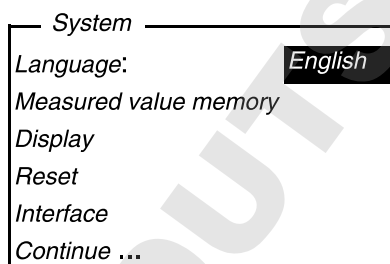 System
Language: English
Measured value memory
Display
Reset
Interface
Continue ...